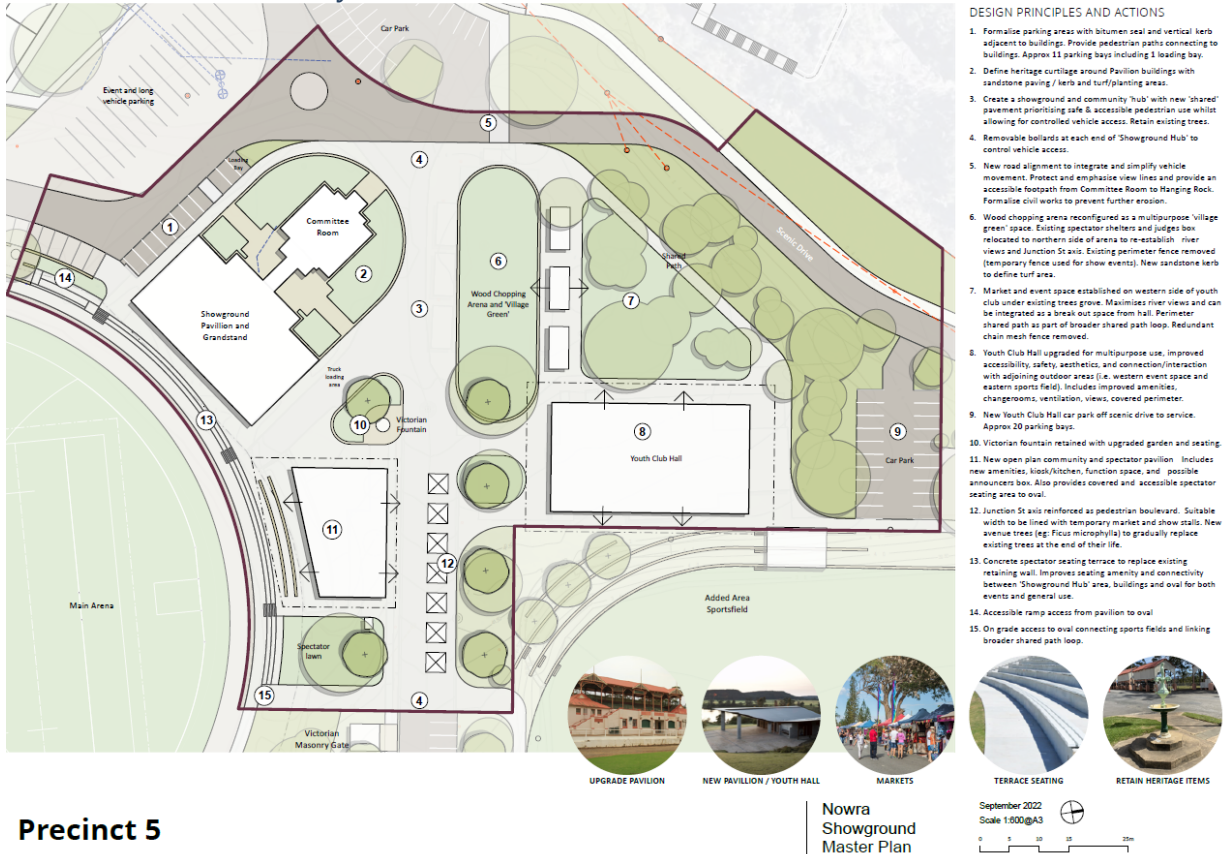 Car Park
Event and long
vehicle parking
5
4
Loading
Bay
1
Committee
Room
2
14
Showground
Pavilion and
Grandstand
6
Wood Chopping
Arena and 'Village
Green'
3
Shared
Path
7
Scenic Drive
Truck
loading
area
13
10
Victorian
Fountain
8
Youth Club Hall
9
Car Park
11
12
Main Arena
Added Area
Sportsfield
Spectator
lawn
15
4
Victorian
Masonry Gate
DESIGN PRINCIPLES AND ACTIONS
1. Formalise parking areas with bitumen seal and vertical kerb
adjacent to buildings. Provide pedestrian paths connecting to
buildings. Approx 11 parking bays including 1 loading bay.
2. Define heritage curtilage around Pavilion buildings with
sandstone paving / kerb and turf/planting areas.
3. Create a showground and community 'hub' with new 'shared'
pavement prioritising safe & accessible pedestrian use whilst
allowing for controlled vehicle access. Retain existing trees.
4. Removable bollards at each end of 'Showground Hub' to
control vehicle access.
5. New road alignment to integrate and simplify vehicle
movement. Protect and emphasise view lines and provide an
accessible footpath from Committee Room to Hanging Rock.
Formalise civil works to prevent further erosion.
6. Wood chopping arena reconfigured as a multipurpose 'village
green' space. Existing spectator shelters and judges box
relocated to northern side of arena to re-establish river
views and Junction St axis. Existing perimeter fence removed
(temporary fence used for show events). New sandstone kerb
to define turf area.
7. Market and event space established on western side of youth
club under existing trees grove. Maximises river views and can
be integrated as a break out space from hall. Perimeter
shared path as part of broader shared path loop. Redundant
chain mesh fence removed.
8. Youth Club Hall upgraded for multipurpose use, improved
accessibility, safety, aesthetics, and connection/interaction
with adjoining outdoor areas (i.e. western event space and
eastern sports field). Includes improved amenities,
changerooms, ventilation, views, covered perimeter.
9. New Youth Club Hall car park off scenic drive to service.
Approx 20 parking bays.
10. Victorian fountain retained with upgraded garden and seating.
11. New open plan community and spectator pavilion Includes
new amenities, kiosk/kitchen, function space, and possible
announcers box. Also provides covered and accessible spectator
seating area to oval.
12. Junction St axis reinforced as pedestrian boulevard. Suitable
width to be lined with temporary market and show stalls. New
avenue trees (eg: Ficus microphylla) to gradually replace
existing trees at the end of their life.
13. Concrete spectator seating terrace to replace existing
retaining wall. Improves seating amenity and connectivity
between 'Showground Hub' area, buildings and oval for both
events and general use.
14. Accessible ramp access from pavilion to oval
15. On grade access to oval connecting sports fields and linking
broader shared path loop.
UPGRADE PAVILION
NEW PAVILLION / YOUTH HALL
MARKETS
TERRACE SEATING
RETAIN HERITAGE ITEMS
Precinct 5
Nowra
Showground
Master Plan
September 2022
Scale 1:600@A3
0 5 10 15 25m